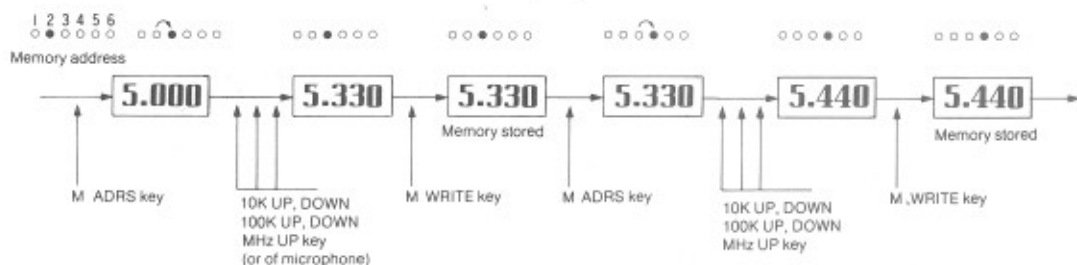 1 2 3 4 5 6
Memory address
5.000
5.330
5.330
5.330
5.440
5.440
Memory stored
Memory stored
M ADRS key
10K UP, DOWN
100K UP, DOWN
MHz UP key
(or of microphone)
M WRITE key
M ADRS key
10K UP, DOWN
100K UP, DOWN
MHz UP key
M.,WRITE key